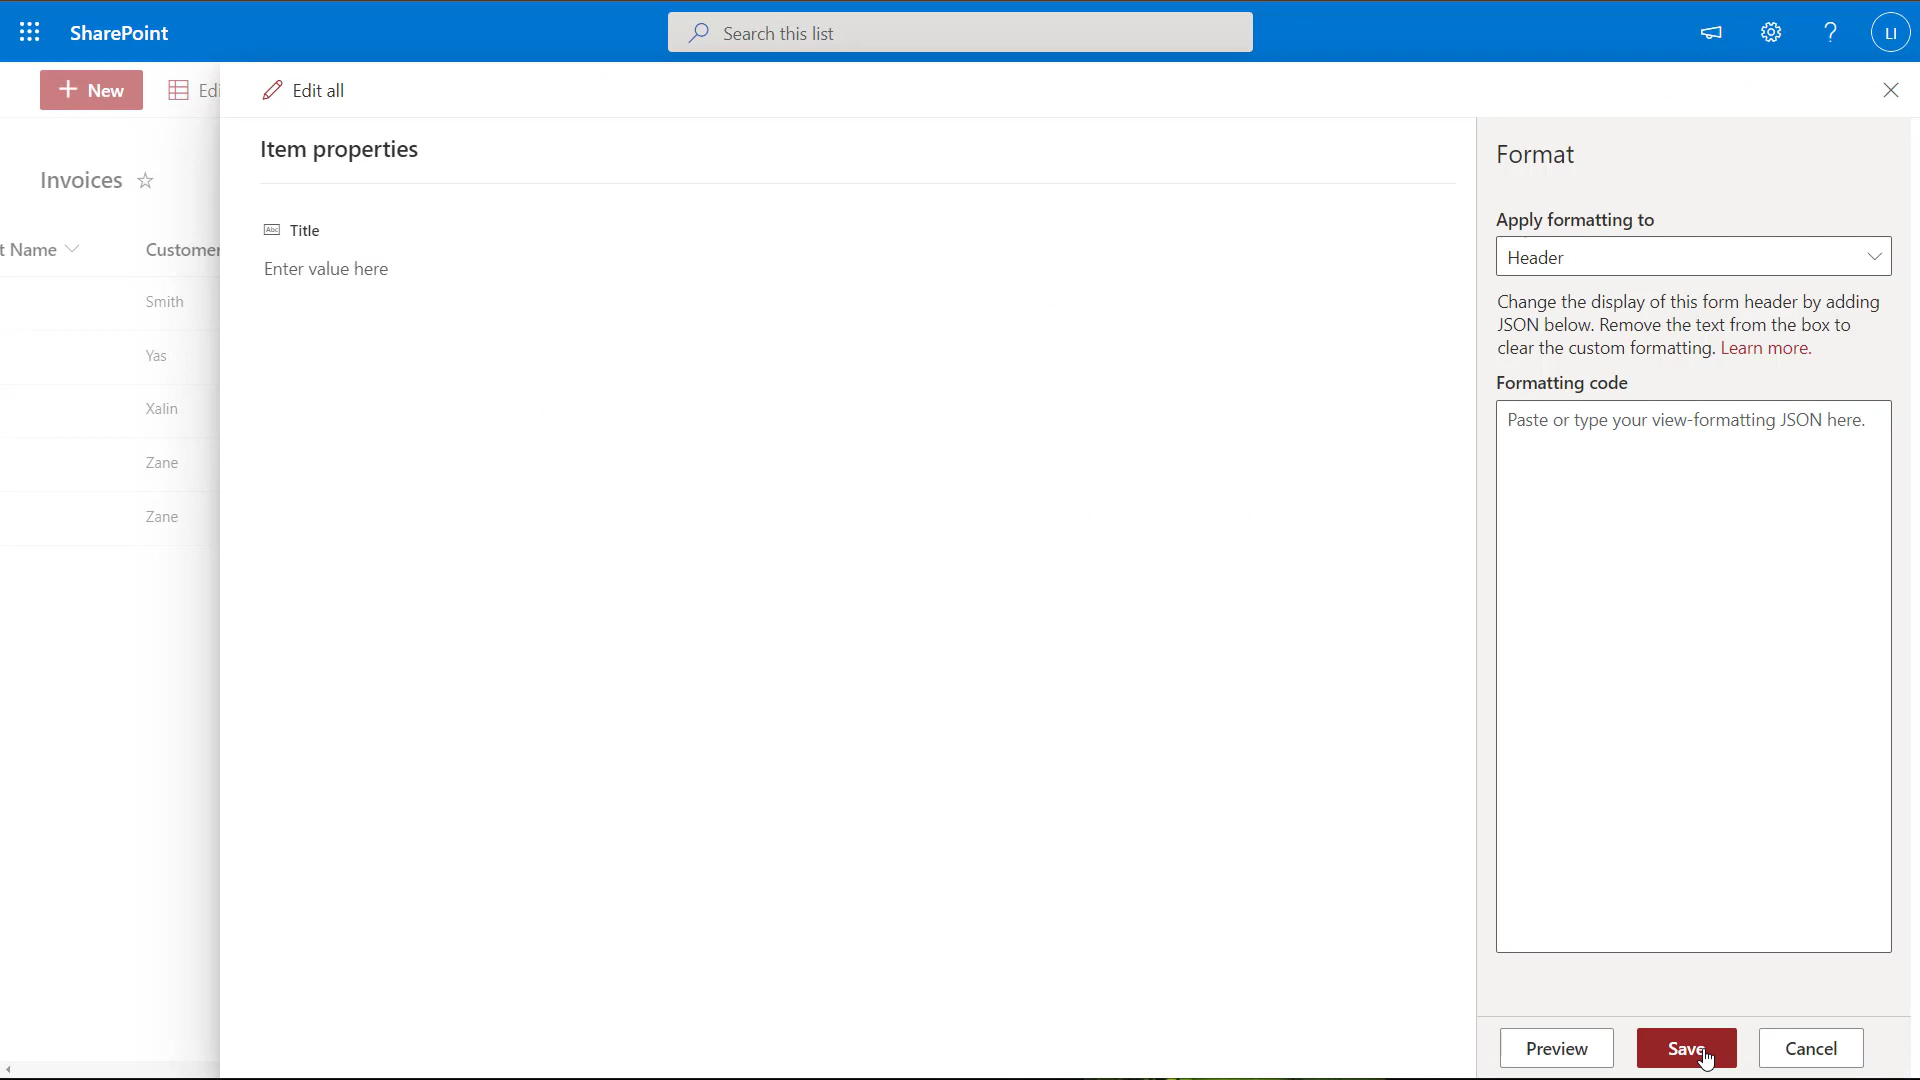 SharePoint
Search this list
LI
New
Edi
Edit all
Item properties
Invoices
t Name
Customer
Smith
Yas
Xalin
Zane
Zane
Abc
Title
Enter value here
Format
Apply formatting to
Header
Change the display of this form header by adding
JSON below. Remove the text from the box to
clear the custom formatting. Learn more.
Formatting code
Paste or type your view-formatting JSON here.
Preview
Save
Cancel